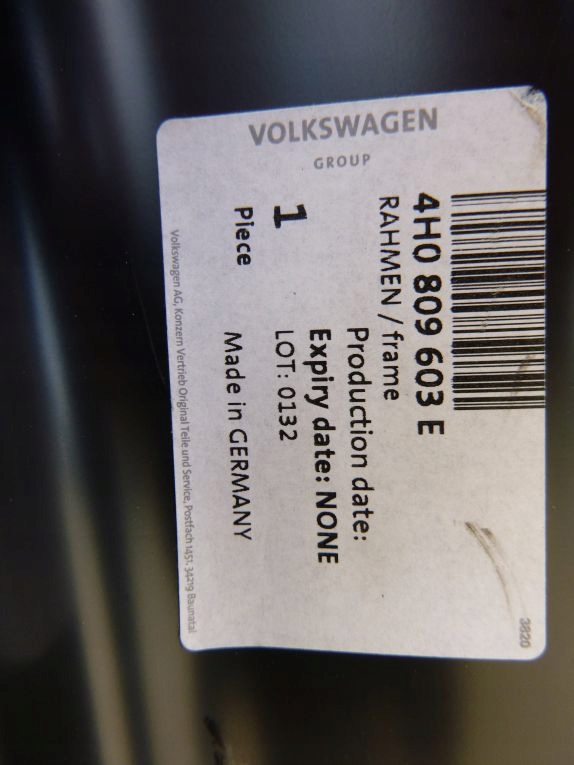 VOLKSWAGEN
GROUP
4H0 809 603 E
RAHMEN / frame
Production date:
Expiry date: NONE
1
LOT: 0132
Piece
Made in GERMANY
Volkswagen AG, Konzern Vertrieb Original Teile und Service, Postfach 1451, 34219 Baunatal
3820